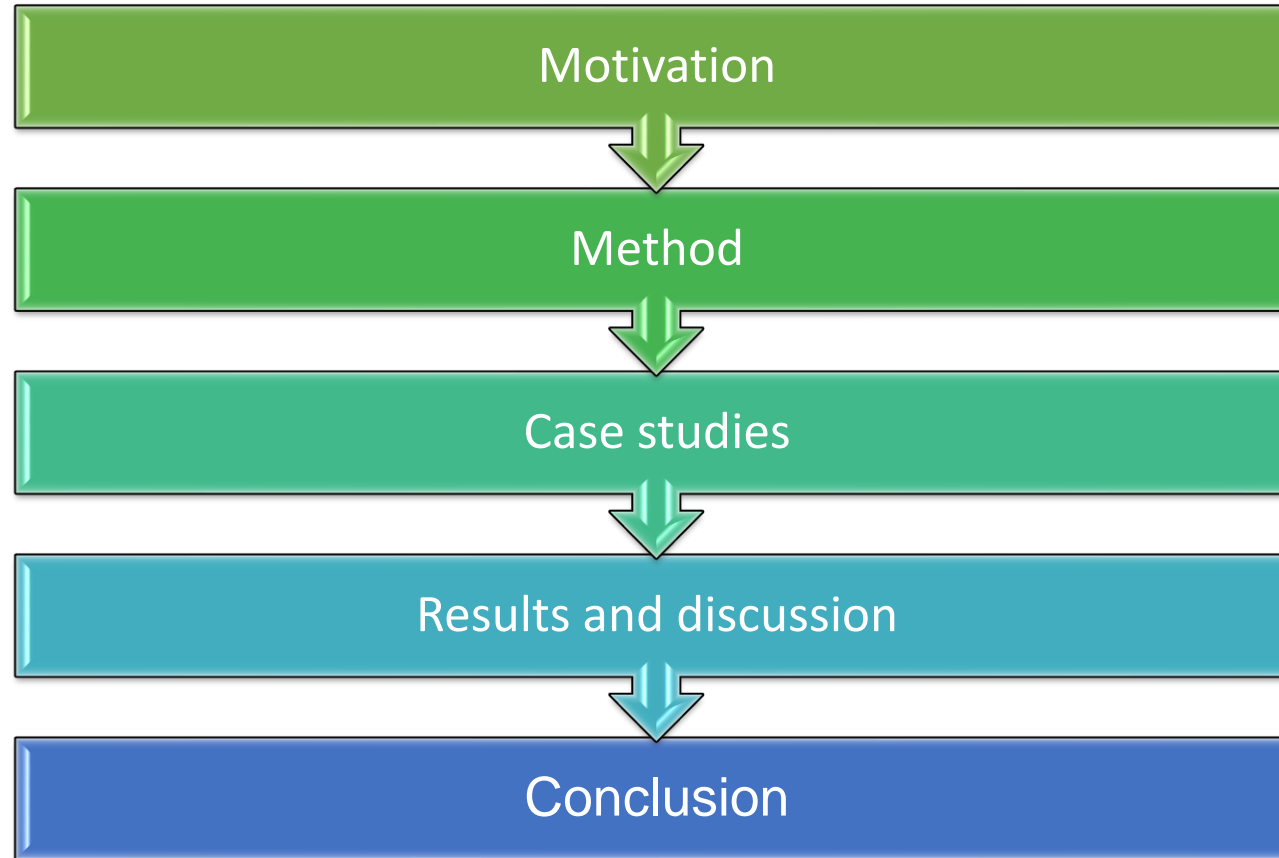 Motivation
Method
Case studies
Results and discussion
Conclusion